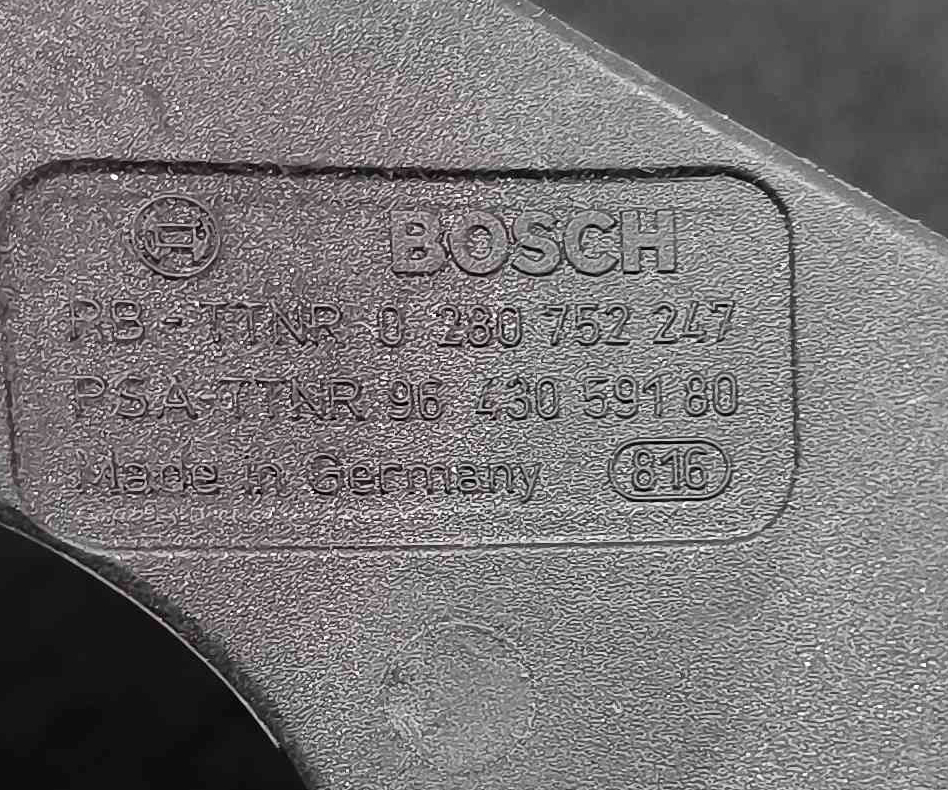 BOSCH
RB-TTNR 0 280 752 247
PSA-TTNR 96 430 591 80
Made in Germany 816